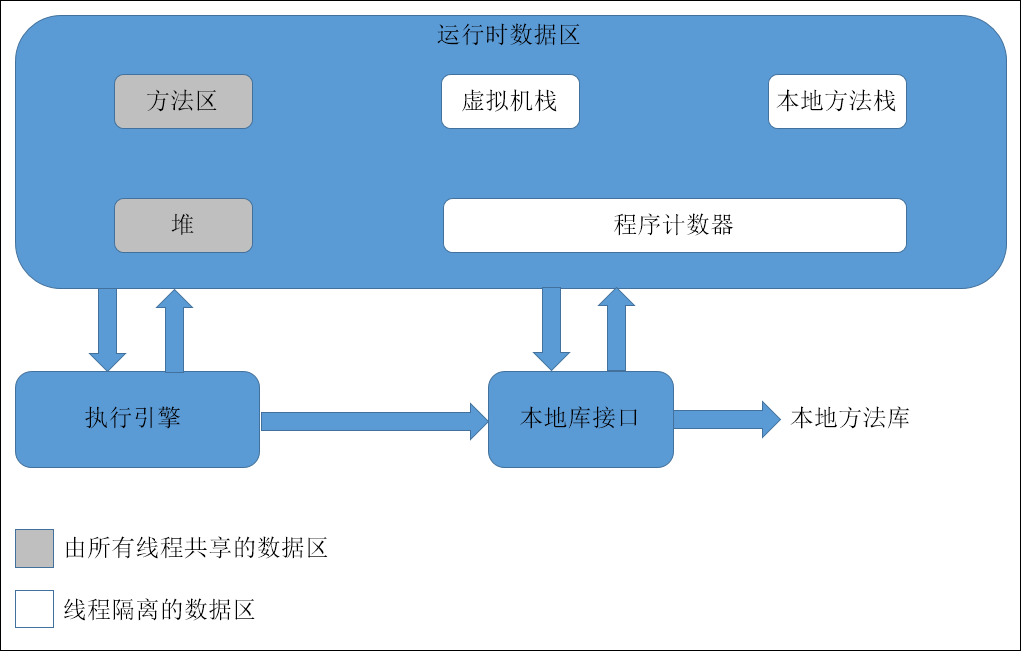 运行时数据区
方法区
虚拟机栈
本地方法栈
堆
程序计数器
执行引擎
本地库接口
本地方法库
由所有线程共享的数据区
线程隔离的数据区